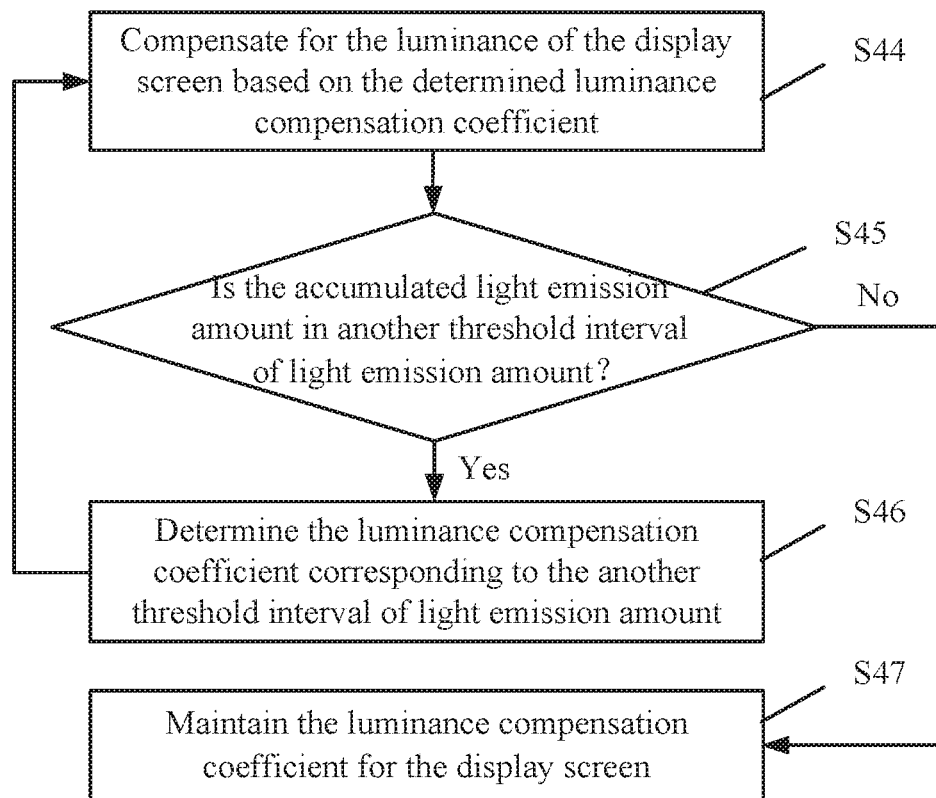 Compensate for the luminance of the display
screen based on the determined luminance
compensation coefficient
S44
S45
Is the accumulated light emission
amount in another threshold interval
of light emission amount?
No
Yes
Determine the luminance compensation
coefficient corresponding to the another
threshold interval of light emission amount
S46
S47
Maintain the luminance compensation
coefficient for the display screen